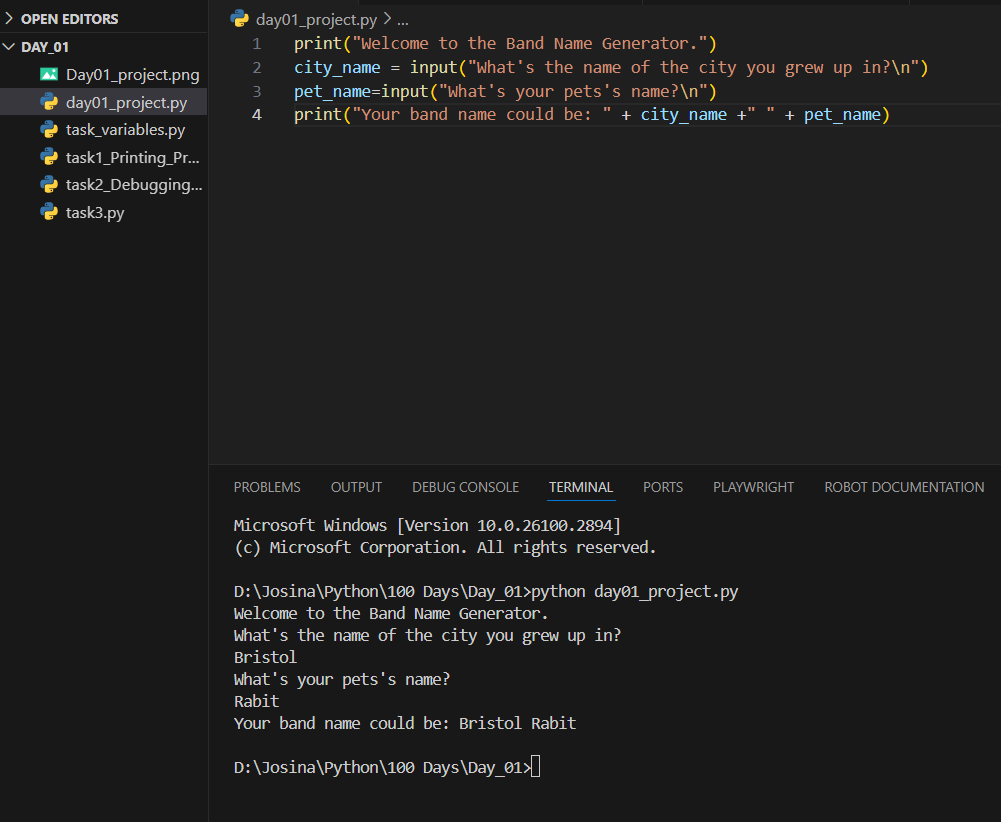 OPEN EDITORS
DAY_01
Day01_project.png
day01_project.py
task_variables.py
task1_Printing_Pr...
task2_Debugging...
task3.py
day01_project.py > ...
1 print("Welcome to the Band Name Generator.")
2 city_name = input("What's the name of the city you grew up in?\n")
3 pet_name=input("What's your pets's name?\n")
4 print("Your band name could be: " + city_name +" " + pet_name)
PROBLEMS OUTPUT DEBUG CONSOLE TERMINAL PORTS PLAYWRIGHT ROBOT DOCUMENTATION
Microsoft Windows [Version 10.0.26100.2894]
(c) Microsoft Corporation. All rights reserved.
D:\Josina\Python\100 Days\Day_01>python day01_project.py
Welcome to the Band Name Generator.
What's the name of the city you grew up in?
Bristol
What's your pets's name?
Rabit
Your band name could be: Bristol Rabit
D:\Josina\Python\100 Days\Day_01>